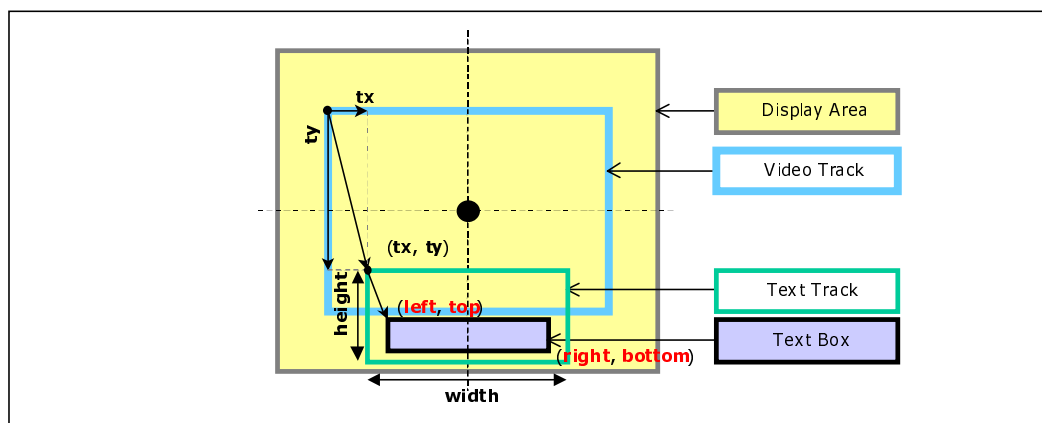 tx
Display Area
ty
Video Track
(tx, ty)
height
Text Track
(left, top)
Text Box
(right, bottom)
width